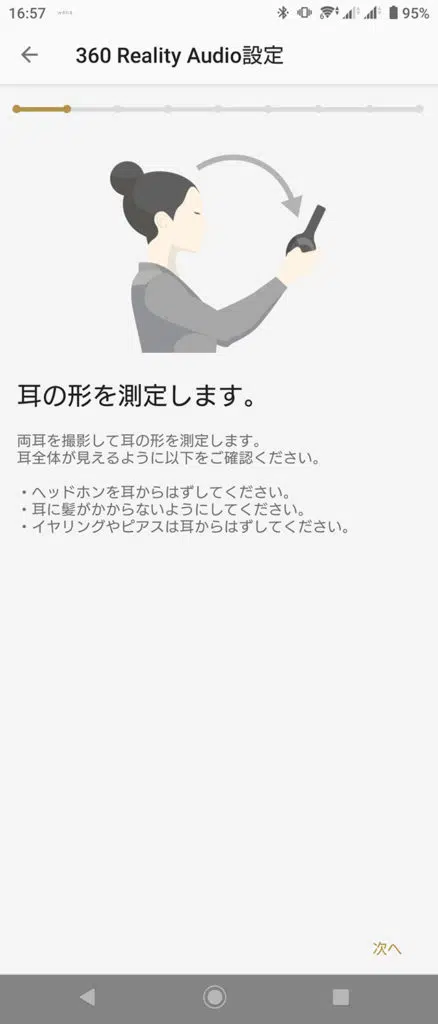 16:57
95%
360 Reality Audio設定
耳の形を測定します。
両耳を撮影して耳の形を測定します。
耳全体が見えるように以下をご確認ください。
・ヘッドホンを耳からはずしてください。
・耳に髪がかからないようにしてください。
・イヤリングやピアスは耳からはずしてください。
次へ